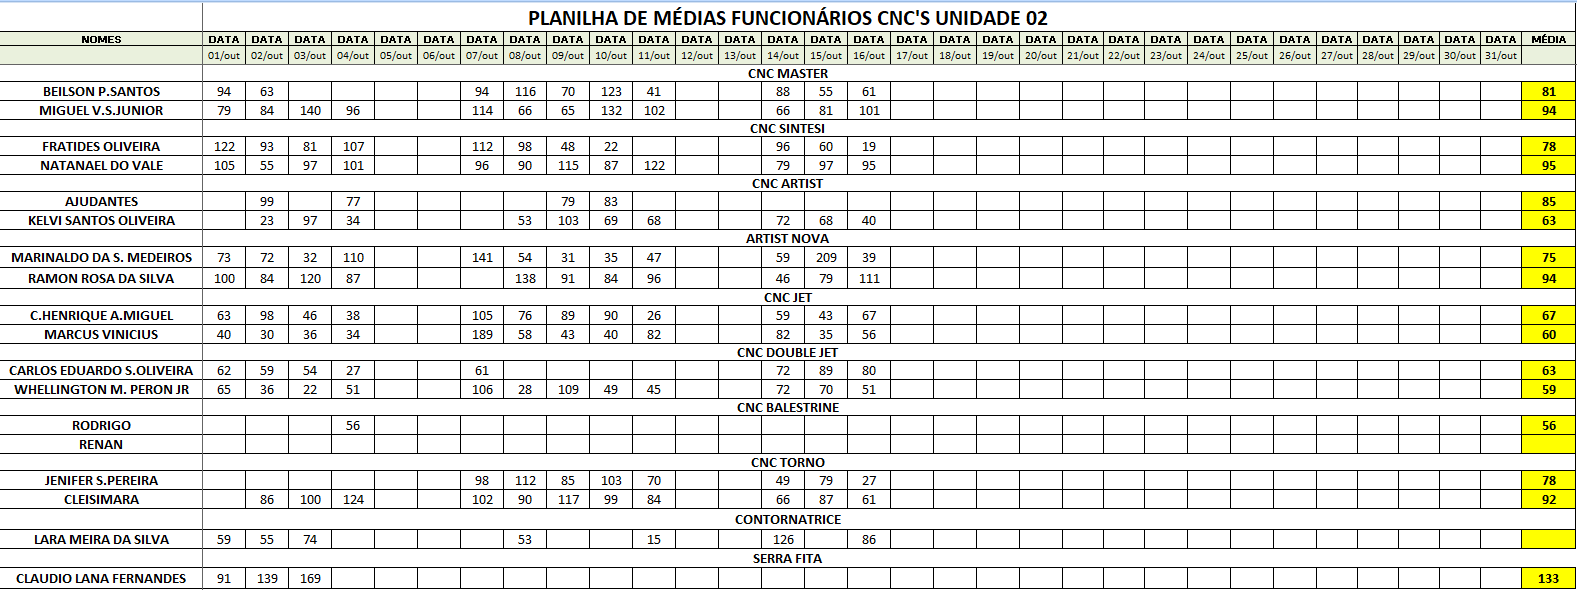 PLANILHA DE MÉDIAS FUNCIONÁRIOS CNC'S UNIDADE 02
NOMES DATA DATA DATA DATA DATA DATA DATA DATA DATA DATA DATA DATA DATA DATA DATA DATA DATA DATA DATA DATA DATA DATA DATA DATA DATA DATA DATA DATA DATA DATA DATA MÉDIA
01/out 02/out 03/out 04/out 05/out 06/out 07/out 08/out 09/out 10/out 11/out 12/out 13/out 14/out 15/out 16/out 17/out 18/out 19/out 20/out 21/out 22/out 23/out 24/out 25/out 26/out 27/out 28/out 29/out 30/out 31/out
CNC MASTER
BEILSON P.SANTOS 94 63 94 116 70 123 41 88 55 61 81
MIGUEL V.S.JUNIOR 79 84 140 96 114 66 65 132 102 66 81 101 94
CNC SINTESI
FRATIDES OLIVEIRA 122 93 81 107 112 98 48 22 96 60 19 78
NATANAEL DO VALE 105 55 97 101 96 90 115 87 122 79 97 95 95
CNC ARTIST
AJUDANTES 99 77 79 83 85
KELVI SANTOS OLIVEIRA 23 97 34 53 103 69 68 72 68 40 63
ARTIST NOVA
MARINALDO DA S. MEDEIROS 73 72 32 110 141 54 31 35 47 59 209 39 75
RAMON ROSA DA SILVA 100 84 120 87 138 91 84 96 46 79 111 94
CNC JET
C.HENRIQUE A.MIGUEL 63 98 46 38 105 76 89 90 26 59 43 67 67
MARCUS VINICIUS 40 30 36 34 189 58 43 40 82 82 35 56 60
CNC DOUBLE JET
CARLOS EDUARDO S.OLIVEIRA 62 59 54 27 61 72 89 80 63
WHELLINGTON M. PERON JR 65 36 22 51 106 28 109 49 45 72 70 51 59
CNC BALESTRINE
RODRIGO 56 56
RENAN
CNC TORNO
JENIFER S.PEREIRA 98 112 85 103 70 49 79 27 78
CLEISIMARA 86 100 124 102 90 117 99 84 66 87 61 92
CONTORNATRICE
LARA MEIRA DA SILVA 59 55 74 53 15 126 86
SERRA FITA
CLAUDIO LANA FERNANDES 91 139 169 133